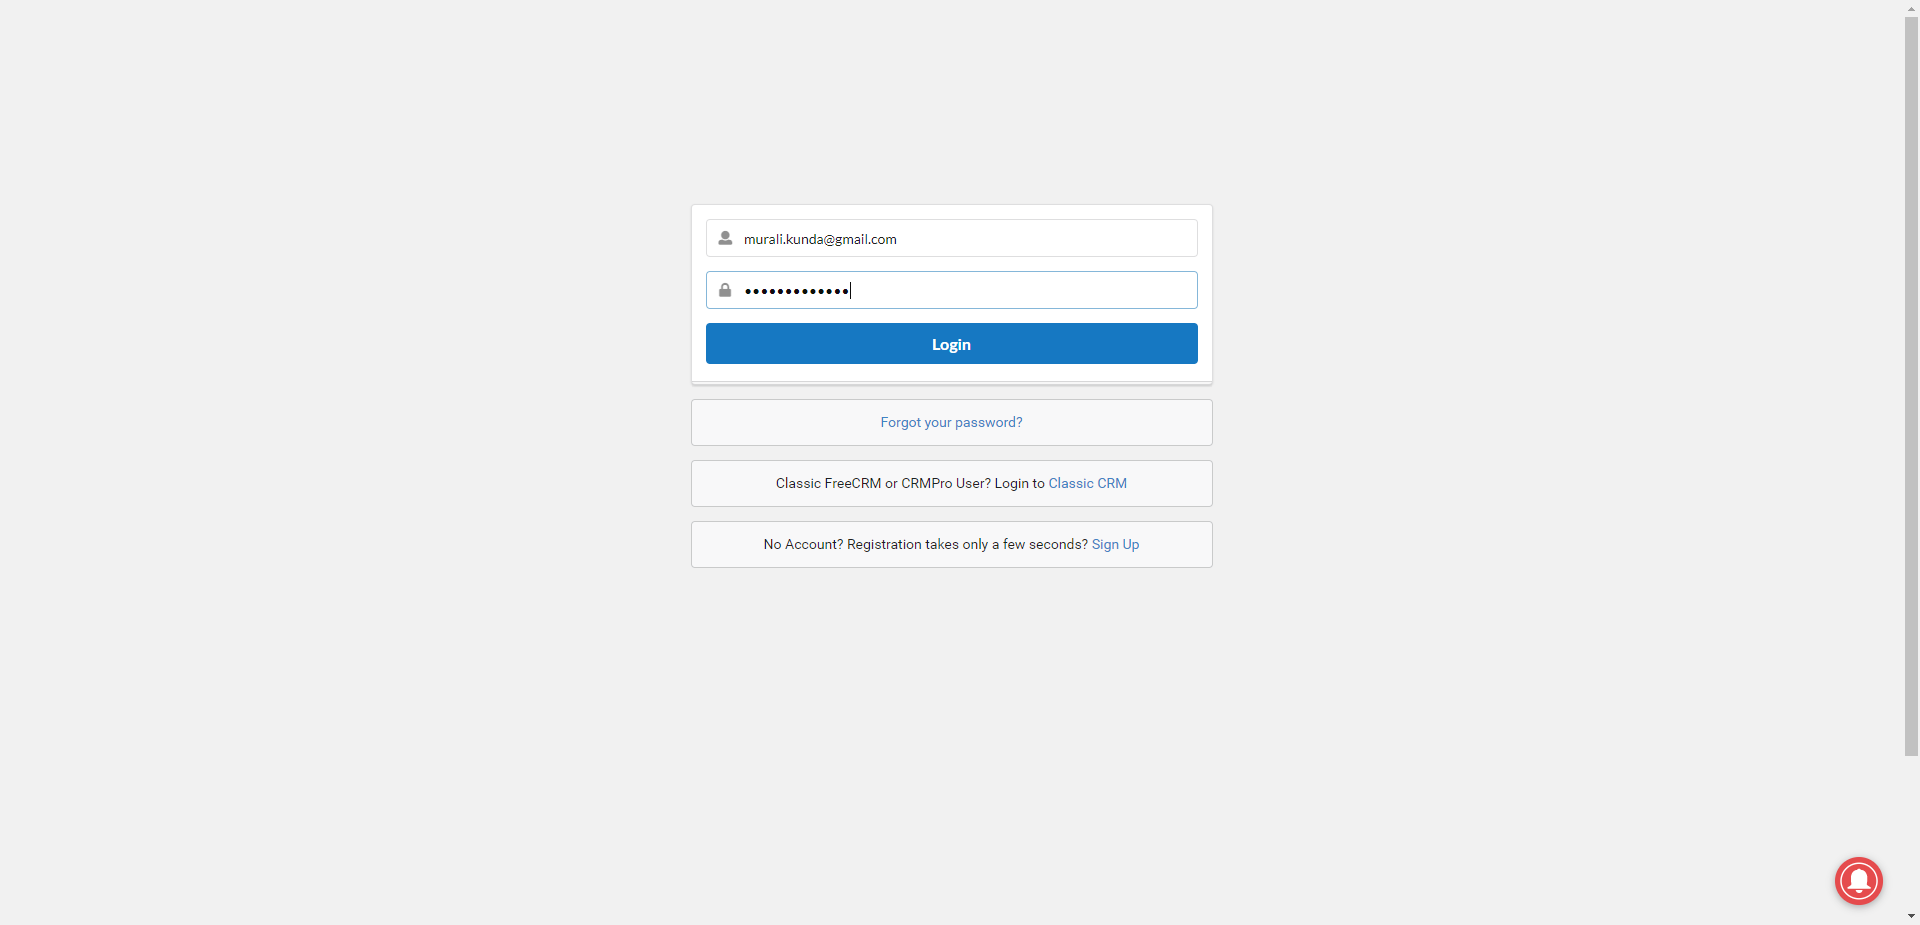 murali.kunda@gmail.com
•••••••••••••
Login
Forgot your password?
Classic FreeCRM or CRMPro User? Login to Classic CRM
No Account? Registration takes only a few seconds? Sign Up